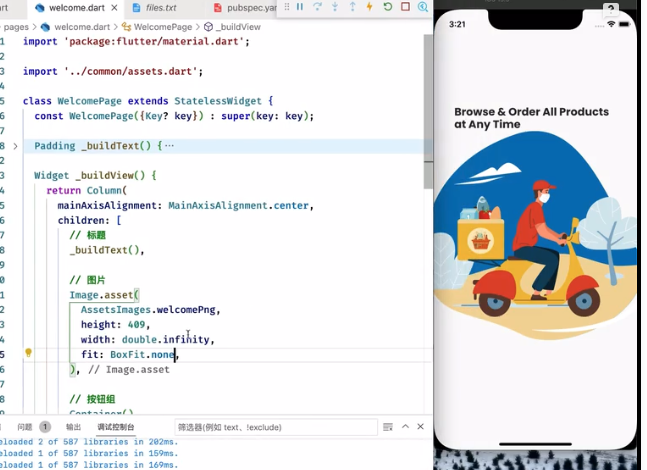 welcome.dart
files.txt
pubspec.ya
pages > welcome.dart > WelcomePage > _buildView
import 'package:flutter/material.dart';
import '../common/assets.dart';
class WelcomePage extends StatelessWidget {
const WelcomePage({Key? key}) : super(key: key);
Padding _buildText() {…
Widget _buildView() {
return Column(
mainAxisAlignment: MainAxisAlignment.center,
children: [
// 标题
_buildText(),
// 图片
Image.asset(
AssetsImages.welcomePng,
height: 409,
width: double.infinity,
fit: BoxFit.none,
), // Image.asset
// 按钮组
Container()
问题 1 输出 调试控制台 筛选器(例如 text、!exclude)
eloaded 2 of 587 libraries in 202ms.
eloaded 1 of 587 libraries in 159ms.
eloaded 1 of 587 libraries in 169ms.
3:21
Browse & Order All Products
at Any Time